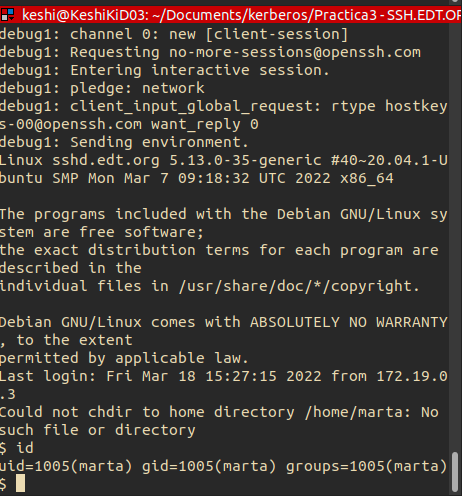 keshi@KeshiKiD03: ~/Documents/kerberos/Practica3 - SSH.EDT.OR
debug1: channel 0: new [client-session]
debug1: Requesting no-more-sessions@openssh.com
debug1: Entering interactive session.
debug1: pledge: network
debug1: client_input_global_request: rtype hostkey
s-00@openssh.com want_reply 0
debug1: Sending environment.
Linux sshd.edt.org 5.13.0-35-generic #40~20.04.1-U
buntu SMP Mon Mar 7 09:18:32 UTC 2022 x86_64
The programs included with the Debian GNU/Linux sy
stem are free software;
the exact distribution terms for each program are
described in the
individual files in /usr/share/doc/*/copyright.
Debian GNU/Linux comes with ABSOLUTELY NO WARRANTY
, to the extent
permitted by applicable law.
Last login: Fri Mar 18 15:27:15 2022 from 172.19.0
.3
Could not chdir to home directory /home/marta: No
such file or directory
$ id
uid=1005(marta) gid=1005(marta) groups=1005(marta)
$